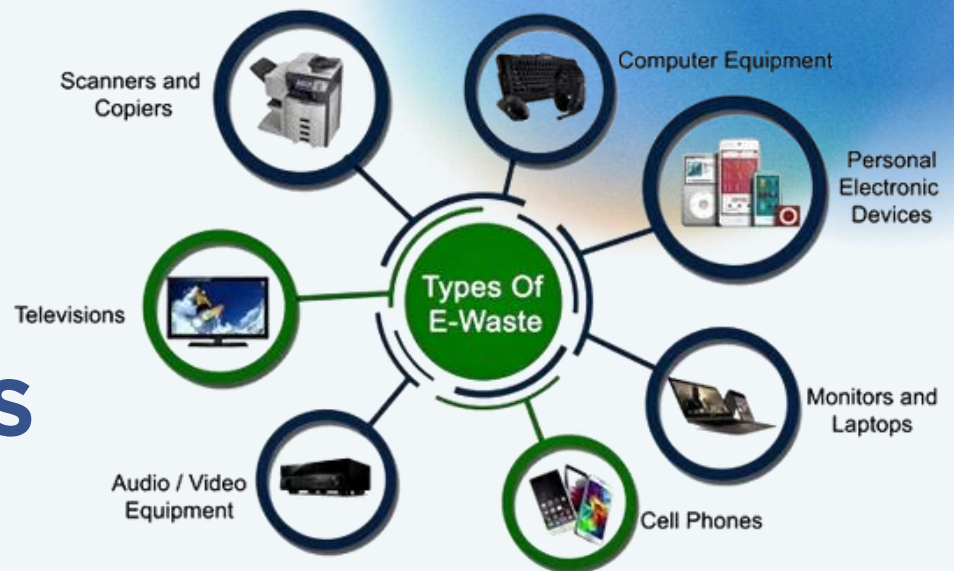 Scanners and
Copiers
Computer Equipment
Personal
Electronic
Devices
Types Of
E-Waste
Televisions
Monitors and
Laptops
s
Audio / Video
Equipment
Cell Phones